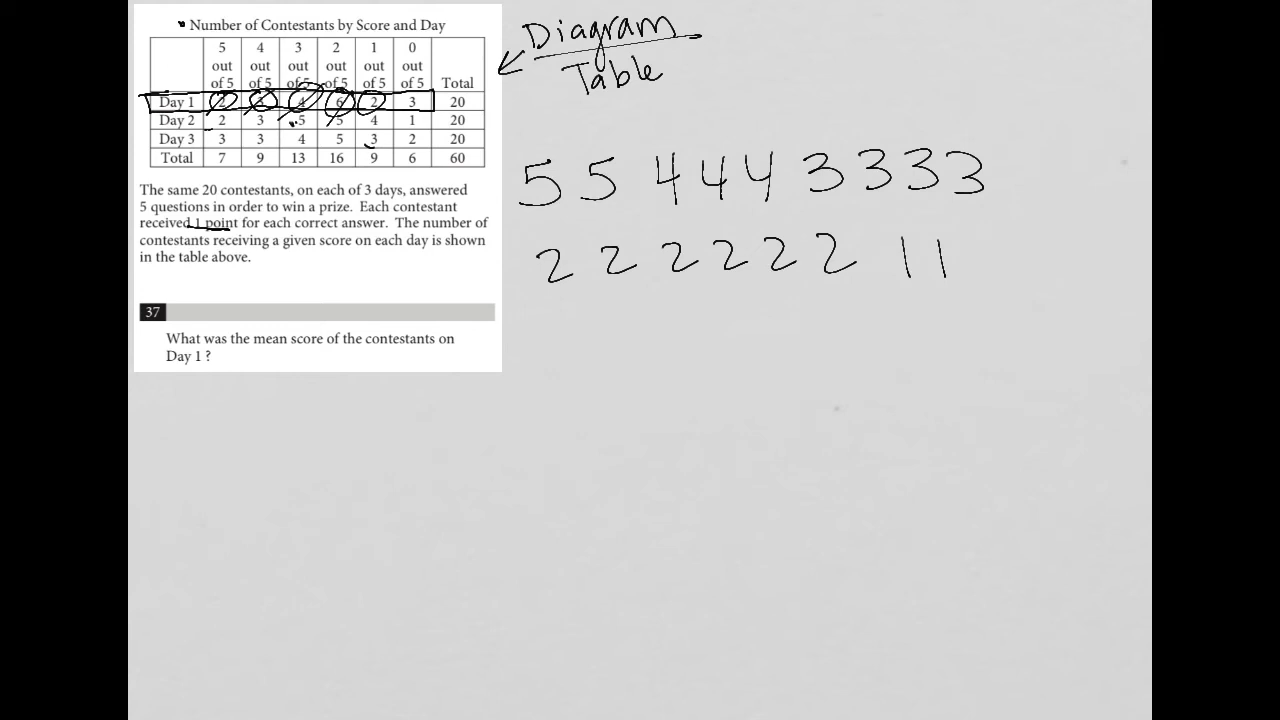 Number of Contestants by Score and Day
5 out of 5 4 out of 5 3 out of 5 2 out of 5 1 out of 5 0 out of 5 Total
Day 1 2 3 4 6 2 3 20
Day 2 2 3 5 5 4 1 20
Day 3 3 3 4 5 3 2 20
Total 7 9 13 16 9 6 60
The same 20 contestants, on each of 3 days, answered
5 questions in order to win a prize. Each contestant
received 1 point for each correct answer. The number of
contestants receiving a given score on each day is shown
in the table above.
37
What was the mean score of the contestants on
Day 1 ?
Diagram
Table
5 5 4 4 4 3 3 3 3
2 2 2 2 2 2 1 1